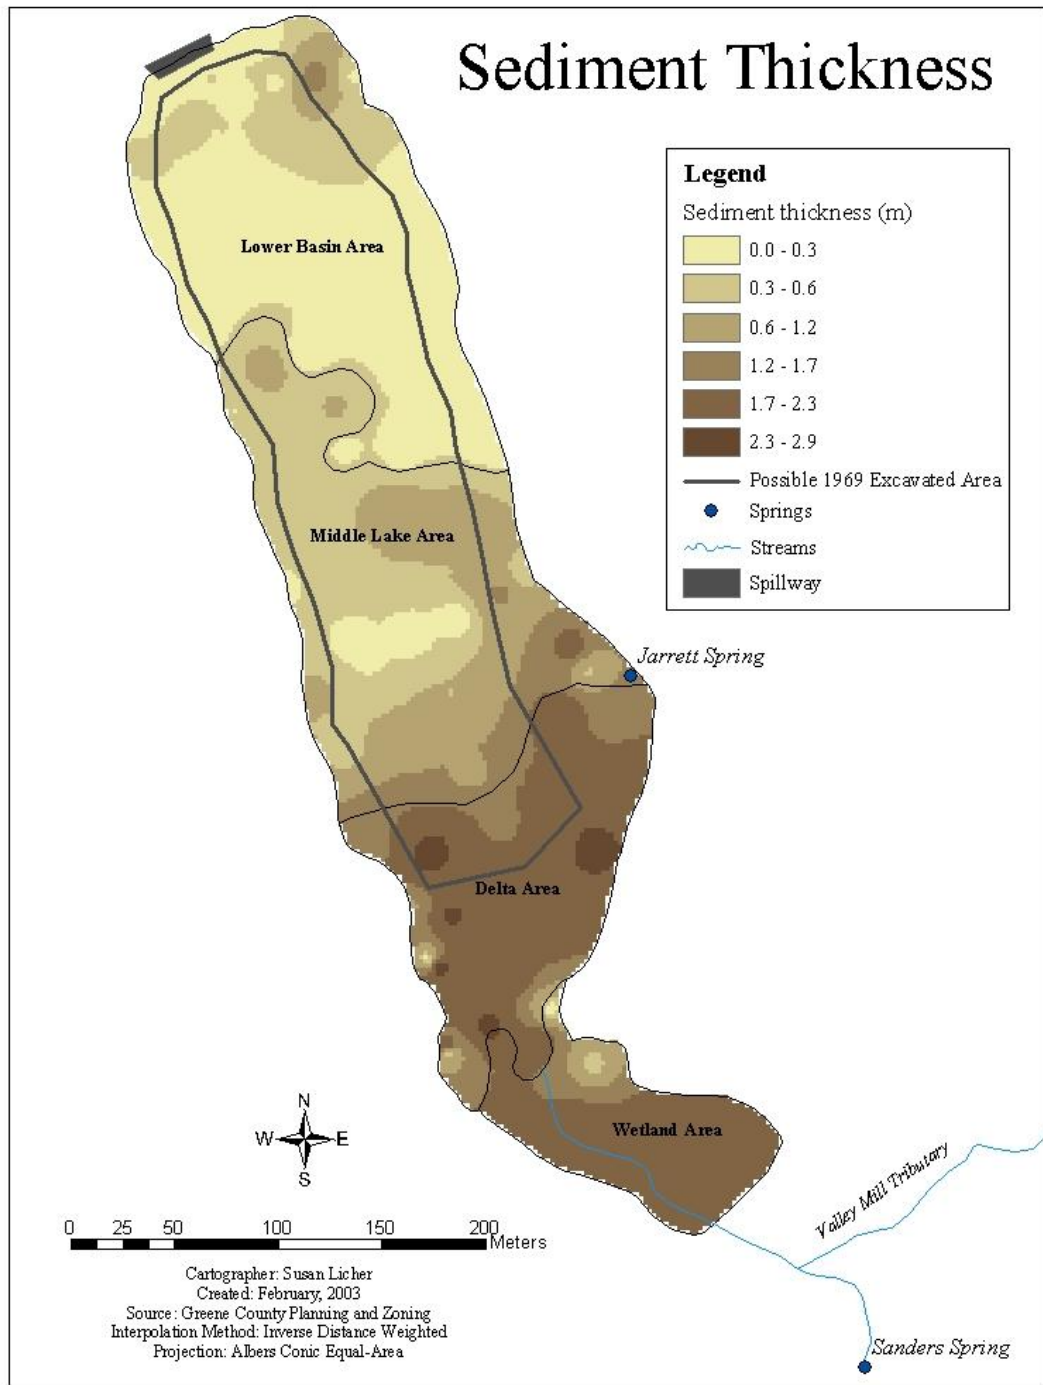 Sediment Thickness
Legend
Sediment thickness (m)
0.0 - 0.3
0.3 - 0.6
0.6 - 1.2
1.2 - 1.7
1.7 - 2.3
2.3 - 2.9
Possible 1969 Excavated Area
Springs
Streams
Spillway
Lower Basin Area
Middle Lake Area
Jarrett Spring
Delta Area
Wetland Area
Valley Mill Tributary
Sanders Spring
N
W E
S
0 25 50 100 150 200
Meters
Cartographer: Susan Licher
Created: February, 2003
Source: Greene County Planning and Zoning
Interpolation Method: Inverse Distance Weighted
Projection: Albers Conic Equal-Area